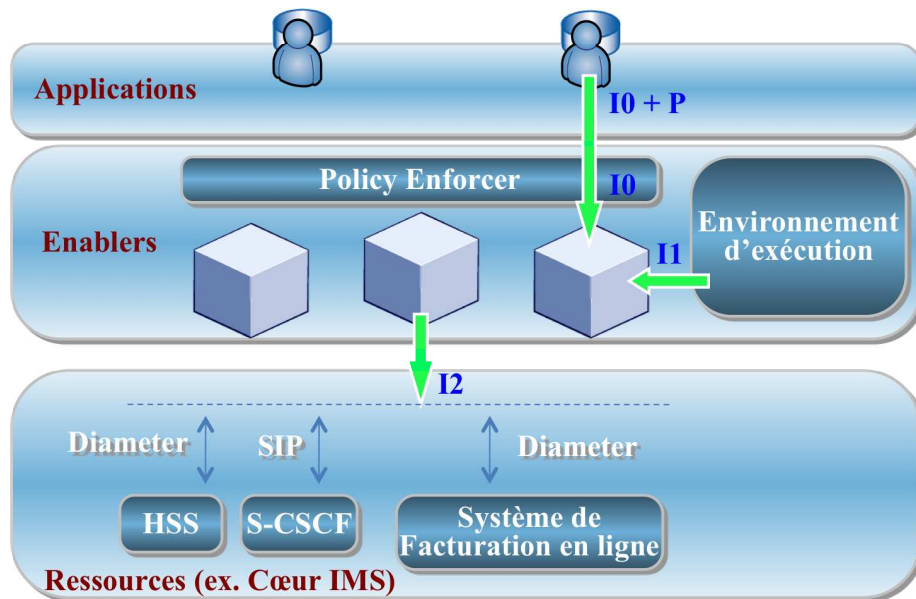 Applications
I0 + P
Policy Enforcer
I0
Enablers
Environnement
d'exécution
I1
I2
Diameter
SIP
Diameter
HSS
S-CSCF
Système de
Facturation en ligne
Ressources (ex. Cœur IMS)